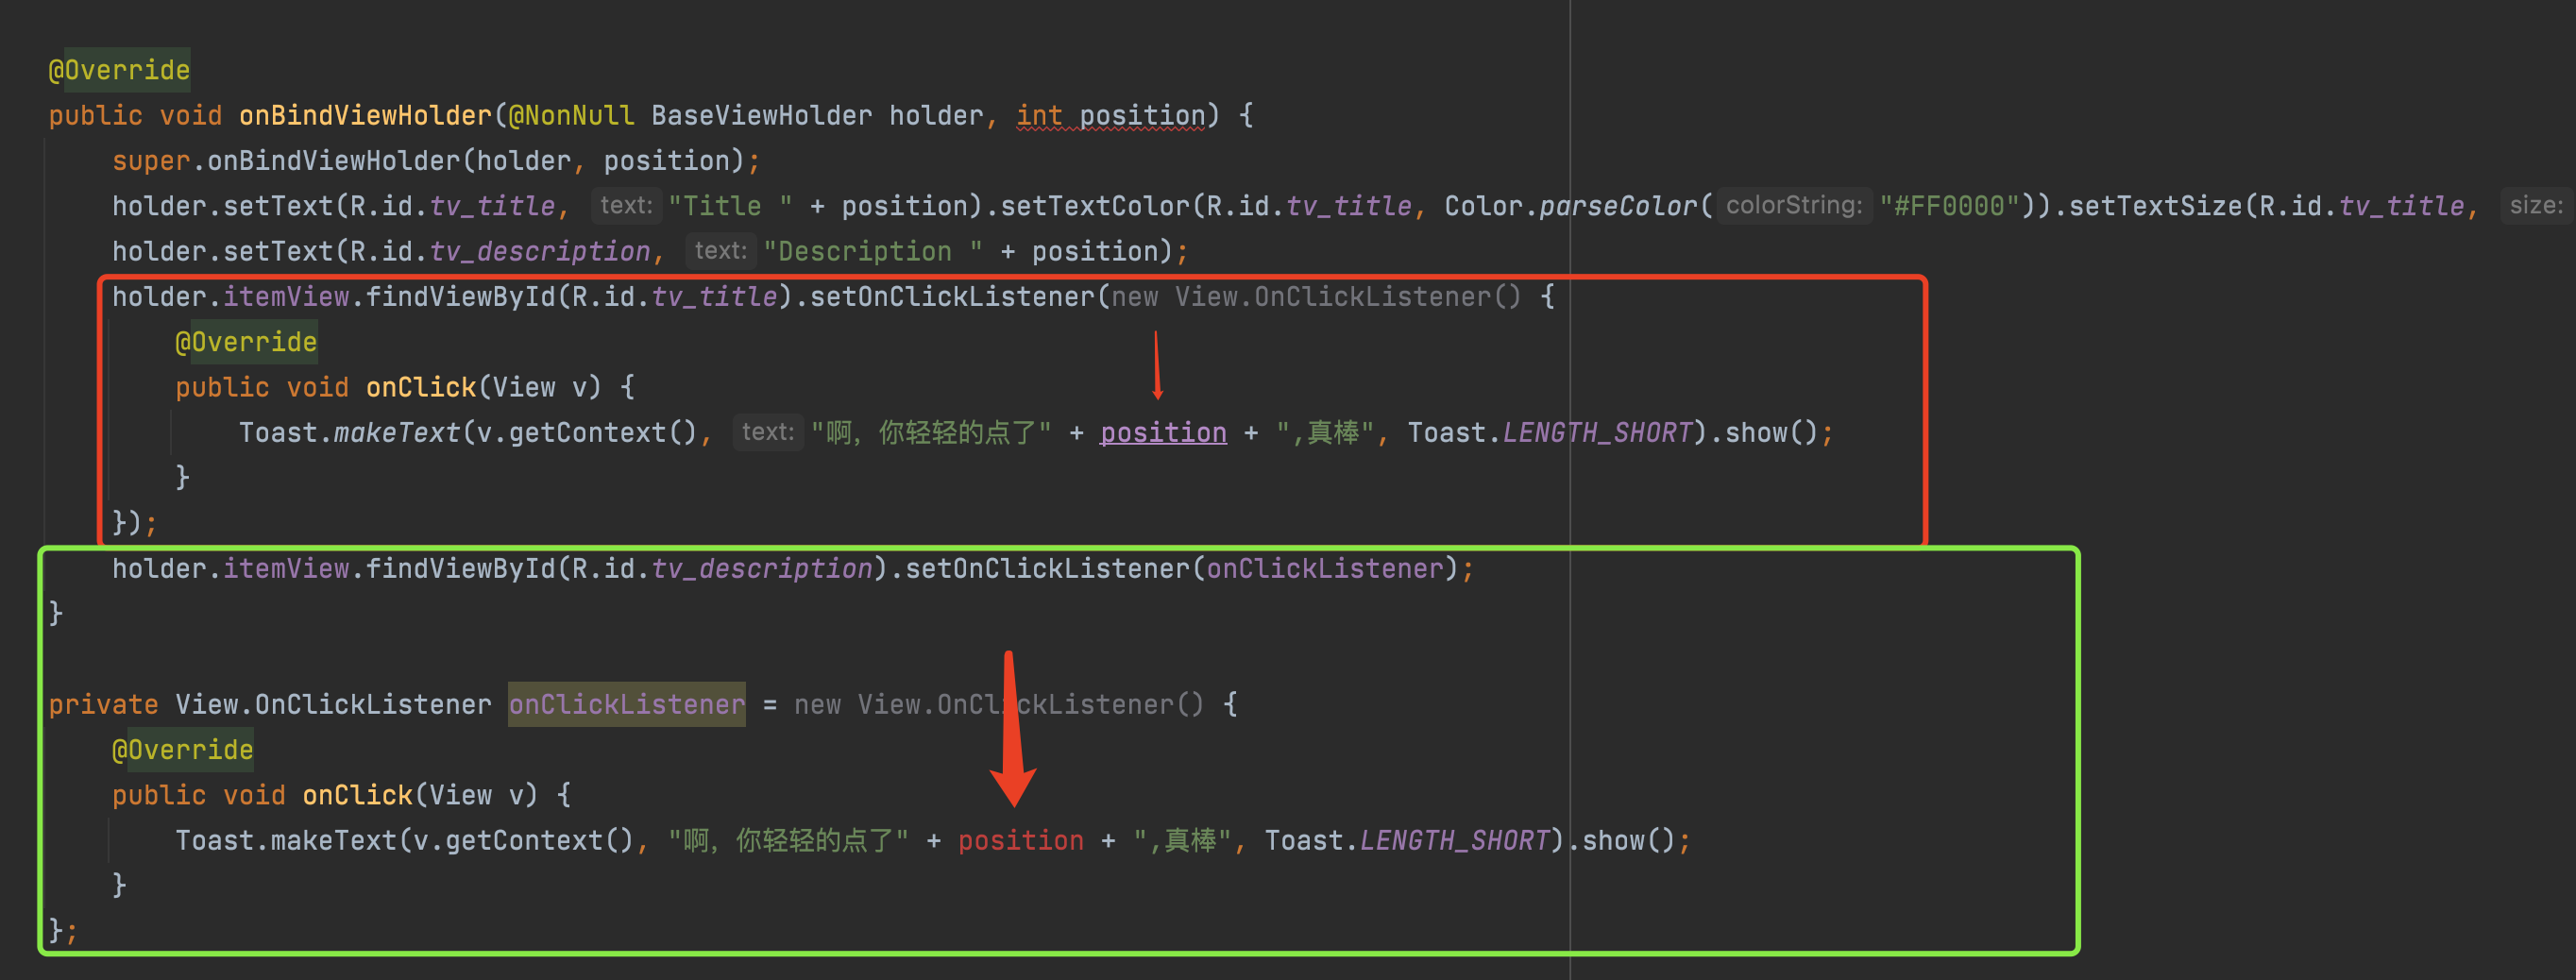 @Override
public void onBindViewHolder(@NonNull BaseViewHolder holder, int position) {
super.onBindViewHolder(holder, position);
holder.setText(R.id.tv_title, text: "Title " + position).setTextColor(R.id.tv_title, Color.parseColor( colorString: "#FF0000")).setTextSize(R.id.tv_title, size:
holder.setText(R.id.tv_description, text: "Description " + position);
holder.itemView.findViewById(R.id.tv_title).setOnClickListener(new View.OnClickListener() {
@Override
public void onClick(View v) {
Toast.makeText(v.getContext(), text: "啊，你轻轻的点了" + position + ",真棒", Toast.LENGTH_SHORT).show();
}
});
holder.itemView.findViewById(R.id.tv_description).setOnClickListener(onClickListener);
}
private View.OnClickListener onClickListener = new View.OnClickListener() {
@Override
public void onClick(View v) {
Toast.makeText(v.getContext(), "啊，你轻轻的点了" + position + ",真棒", Toast.LENGTH_SHORT).show();
}
};